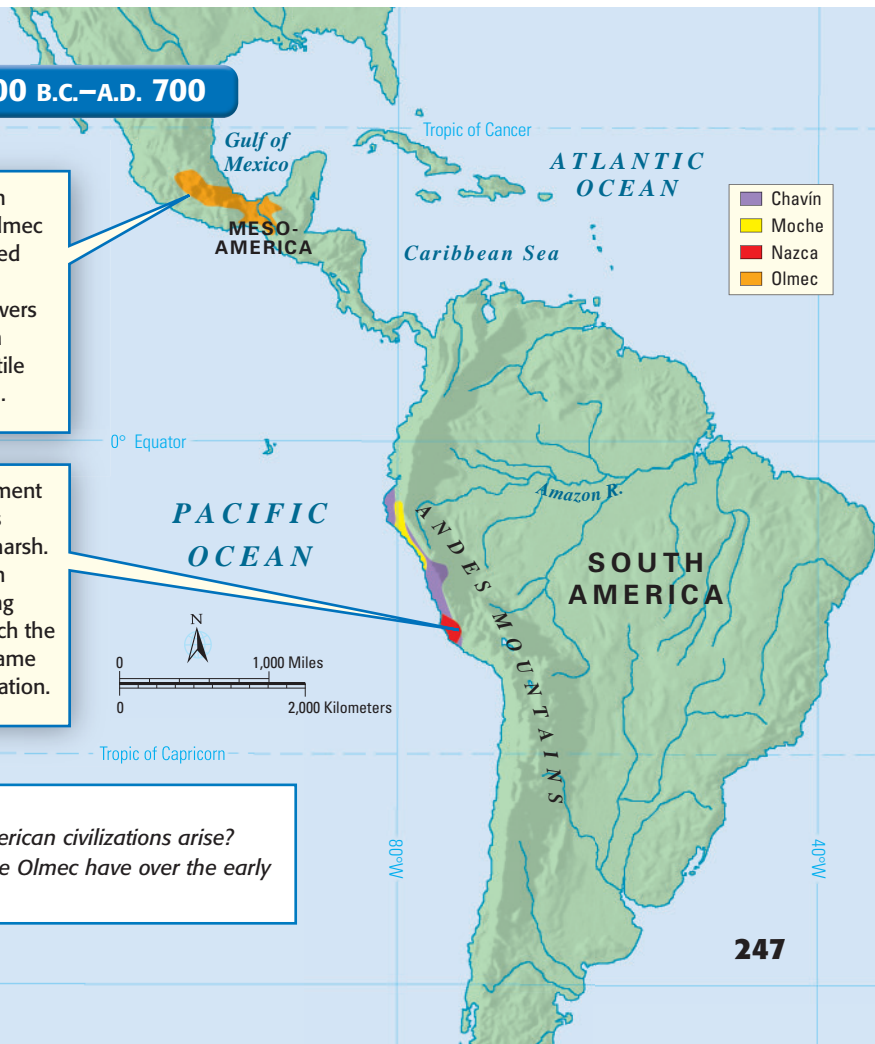 00 B.C.–A.D. 700
Gulf of
Mexico
Tropic of Cancer
ATLANTIC
OCEAN
lmec
ed
vers
tile
.
MESO-
AMERICA
Caribbean Sea
Chavín
Moche
Nazca
Olmec
0° Equator
ment
s
harsh.
n
ng
ch the
ame
ation.
PACIFIC
OCEAN
Amazon R.
ANDES MOUNTAINS
SOUTH
AMERICA
N
0 1,000 Miles
0 2,000 Kilometers
Tropic of Capricorn
erican civilizations arise?
e Olmec have over the early
80°W
40°W
247